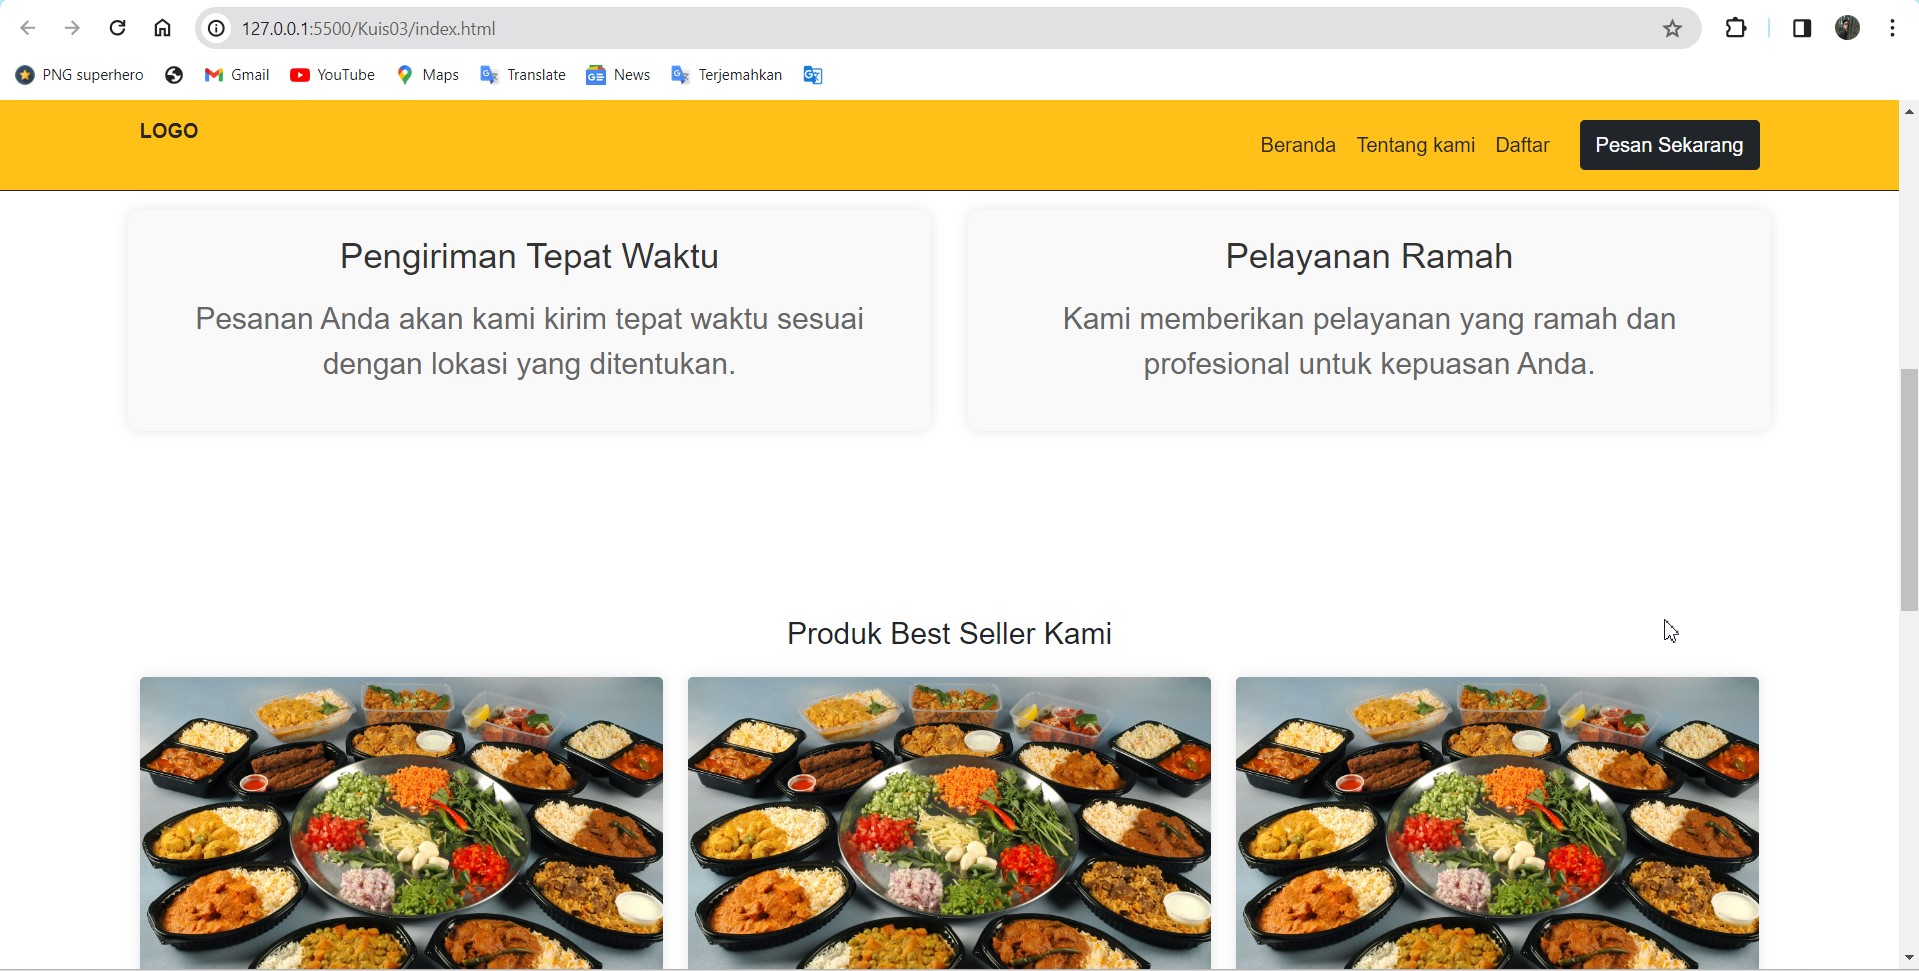 127.0.0.1:5500/Kuis03/index.html
PNG superhero Gmail YouTube Maps Translate News Terjemahkan
LOGO
Beranda Tentang kami Daftar Pesan Sekarang
Pengiriman Tepat Waktu
Pesanan Anda akan kami kirim tepat waktu sesuai
dengan lokasi yang ditentukan.
Pelayanan Ramah
Kami memberikan pelayanan yang ramah dan
profesional untuk kepuasan Anda.
Produk Best Seller Kami